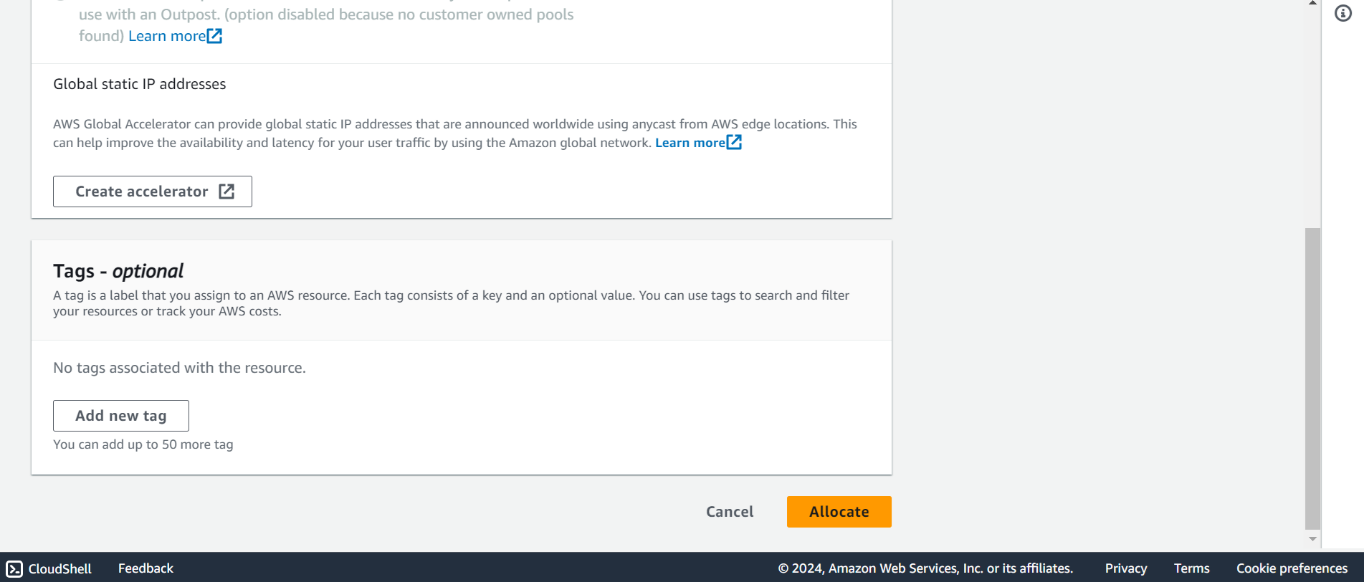 use with an Outpost. (option disabled because no customer owned pools
found) Learn more
Global static IP addresses
AWS Global Accelerator can provide global static IP addresses that are announced worldwide using anycast from AWS edge locations. This
can help improve the availability and latency for your user traffic by using the Amazon global network. Learn more
Create accelerator
Tags - optional
A tag is a label that you assign to an AWS resource. Each tag consists of a key and an optional value. You can use tags to search and filter
your resources or track your AWS costs.
No tags associated with the resource.
Add new tag
You can add up to 50 more tag
Cancel Allocate
CloudShell Feedback © 2024, Amazon Web Services, Inc. or its affiliates. Privacy Terms Cookie preferences